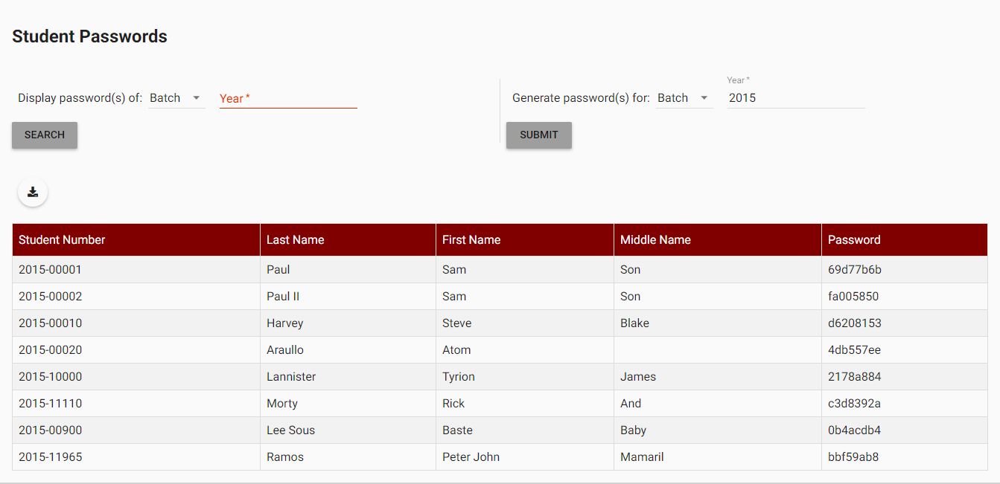 Student Passwords
Year *
Display password(s) of: Batch Year * Generate password(s) for: Batch 2015
SEARCH SUBMIT
Student Number Last Name First Name Middle Name Password
2015-00001 Paul Sam Son 69d77b6b
2015-00002 Paul II Sam Son fa005850
2015-00010 Harvey Steve Blake d6208153
2015-00020 Araullo Atom 4db557ee
2015-10000 Lannister Tyrion James 2178a884
2015-11110 Morty Rick And c3d8392a
2015-00900 Lee Sous Baste Baby 0b4acdb4
2015-11965 Ramos Peter John Mamaril bbf59ab8